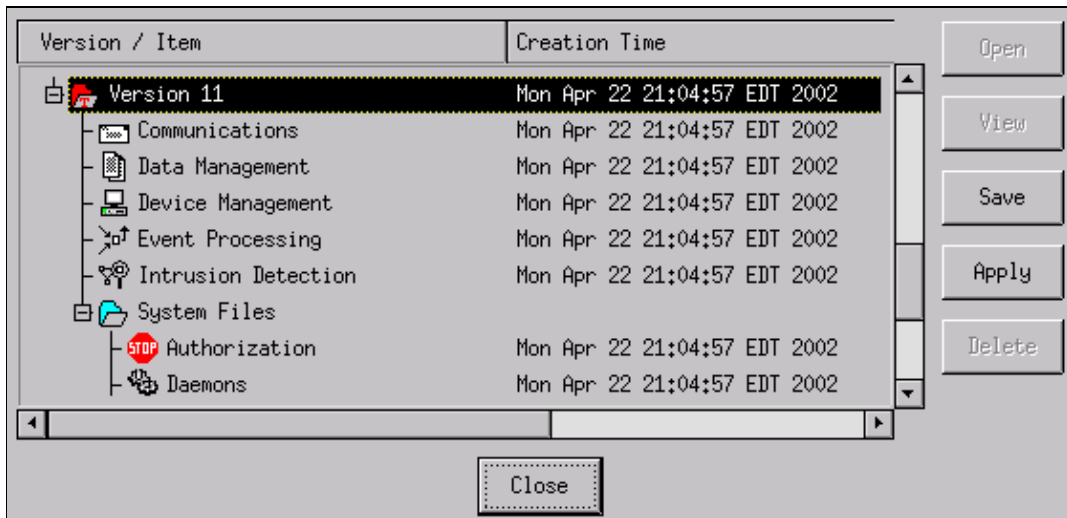 Version / Item Creation Time
Version 11 Mon Apr 22 21:04:57 EDT 2002
Communications Mon Apr 22 21:04:57 EDT 2002
Data Management Mon Apr 22 21:04:57 EDT 2002
Device Management Mon Apr 22 21:04:57 EDT 2002
Event Processing Mon Apr 22 21:04:57 EDT 2002
Intrusion Detection Mon Apr 22 21:04:57 EDT 2002
System Files
STOP Authorization Mon Apr 22 21:04:57 EDT 2002
Daemons Mon Apr 22 21:04:57 EDT 2002
Open
View
Save
Apply
Delete
Close